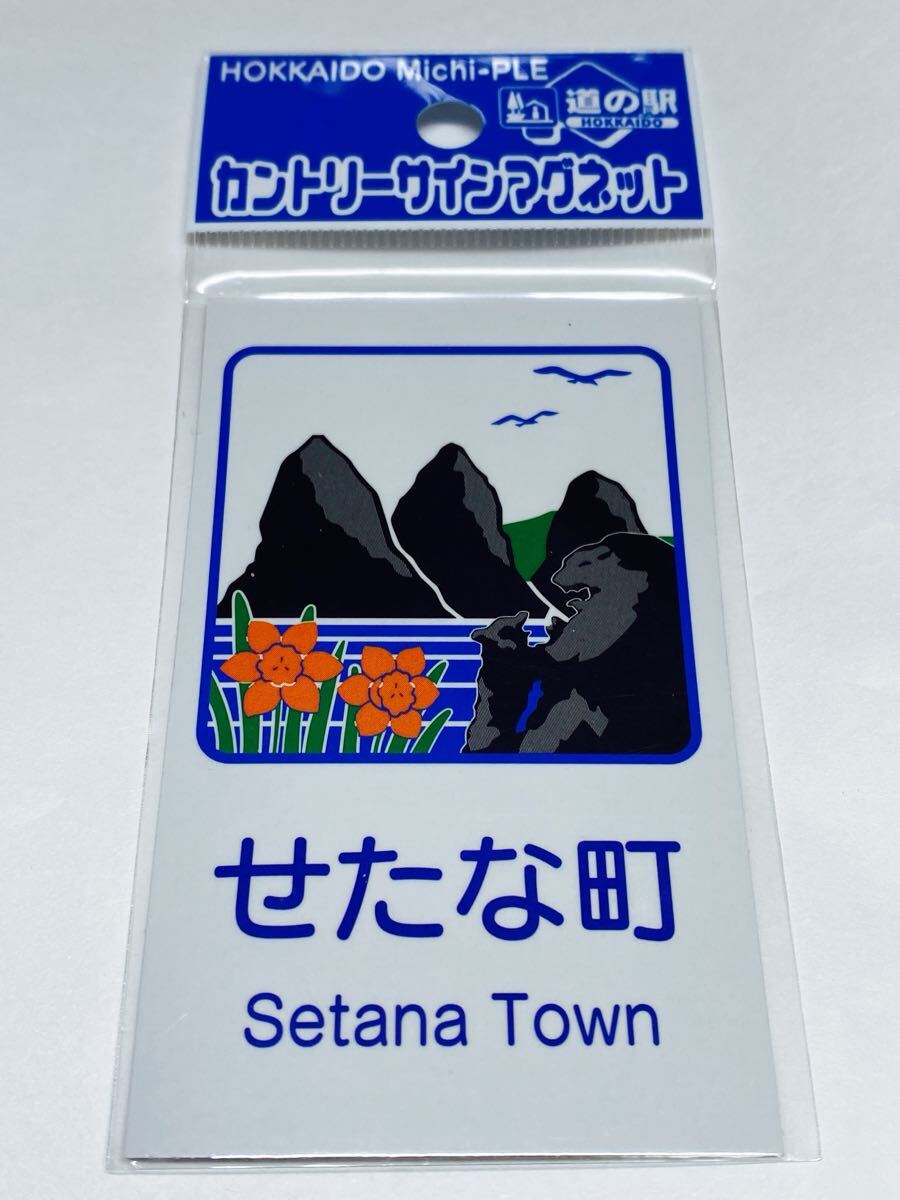 HOKKAIDO Michi-PLE
道の駅
HOKKAIDO
カントリーサインマグネット
せたな町
Setana Town